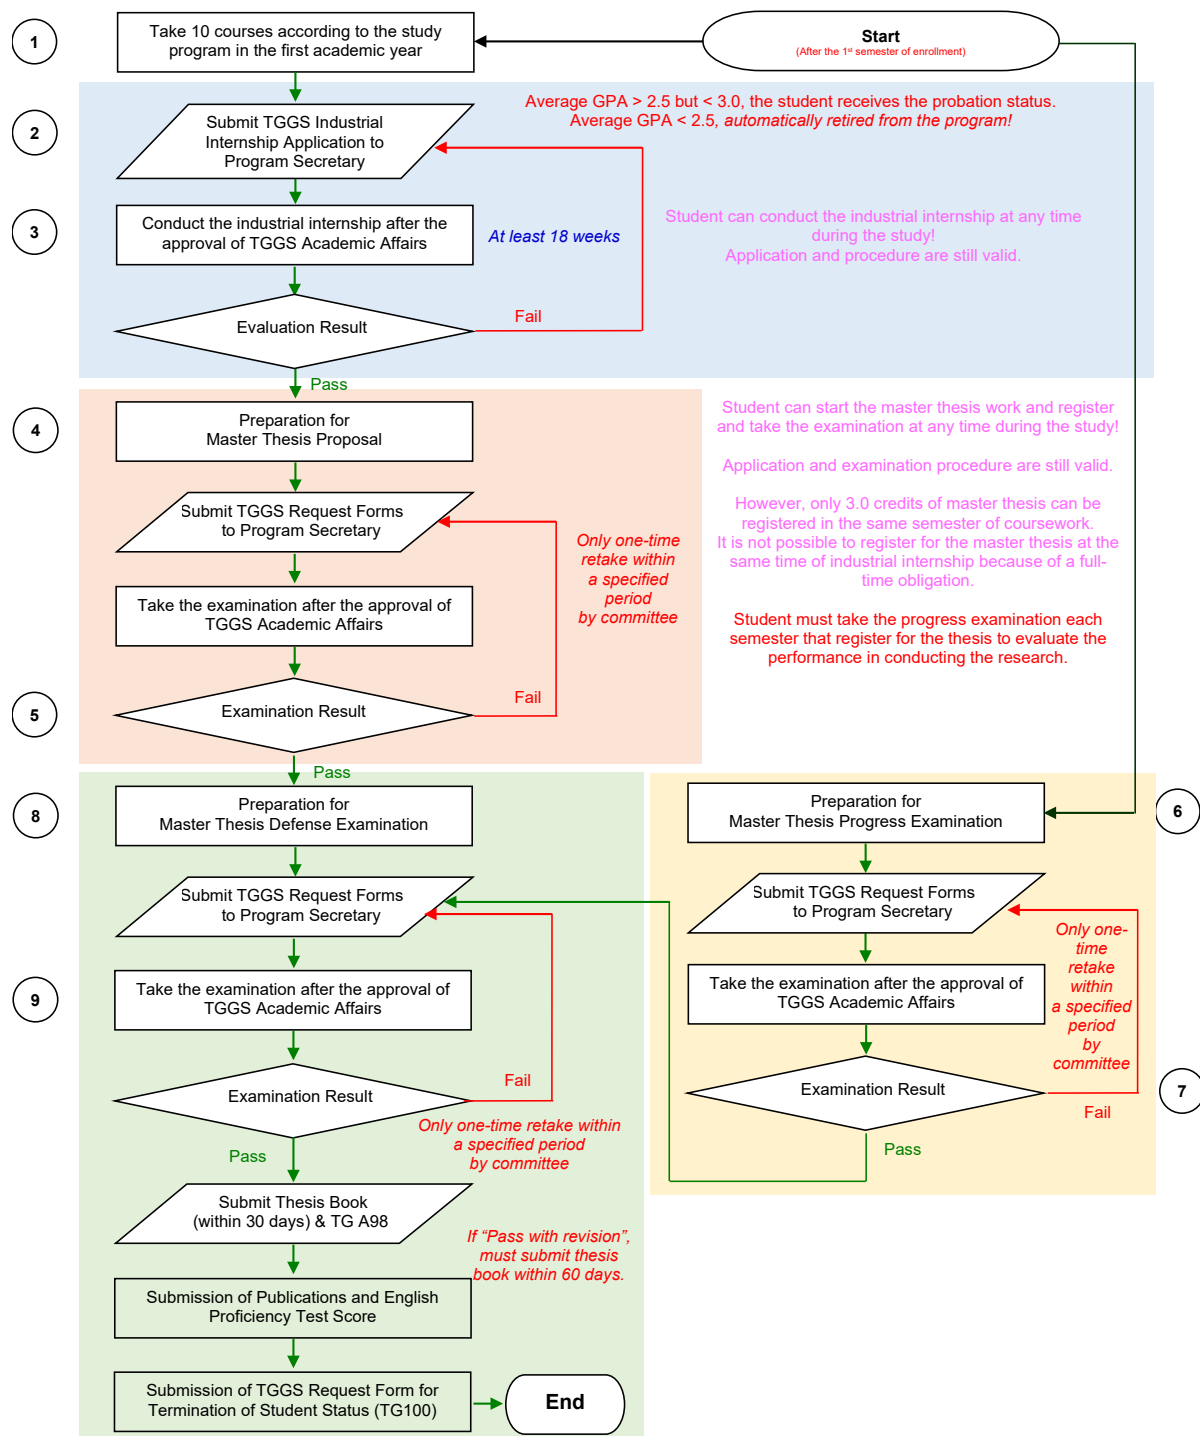 1
Take 10 courses according to the study
program in the first academic year
Start
(After the 1st semester of enrollment)
2
Submit TGGS Industrial
Internship Application to
Program Secretary
Average GPA > 2.5 but < 3.0, the student receives the probation status.
Average GPA < 2.5, automatically retired from the program!
3
Conduct the industrial internship after the
approval of TGGS Academic Affairs
At least 18 weeks
Student can conduct the industrial internship at any time
during the study!
Application and procedure are still valid.
Evaluation Result
Fail
Pass
4
Preparation for
Master Thesis Proposal
Student can start the master thesis work and register
and take the examination at any time during the study!
Application and examination procedure are still valid.
However, only 3.0 credits of master thesis can be
registered in the same semester of coursework.
It is not possible to register for the master thesis at the
same time of industrial internship because of a full-
time obligation.
Student must take the progress examination each
semester that register for the thesis to evaluate the
performance in conducting the research.
Submit TGGS Request Forms
to Program Secretary
Only one-time
retake within
a specified
period
by committee
Take the examination after the approval of
TGGS Academic Affairs
5
Examination Result
Fail
Pass
8
Preparation for
Master Thesis Defense Examination
Submit TGGS Request Forms
to Program Secretary
9
Take the examination after the approval of
TGGS Academic Affairs
Examination Result
Fail
Only one-time retake within
a specified period
by committee
Pass
Submit Thesis Book
(within 30 days) & TG A98
If “Pass with revision”,
must submit thesis
book within 60 days.
Submission of Publications and English
Proficiency Test Score
Submission of TGGS Request Form for
Termination of Student Status (TG100)
End
6
Preparation for
Master Thesis Progress Examination
Submit TGGS Request Forms
to Program Secretary
Only one-
time
retake
within
a specified
period
by
committee
Take the examination after the approval of
TGGS Academic Affairs
7
Examination Result
Fail
Pass